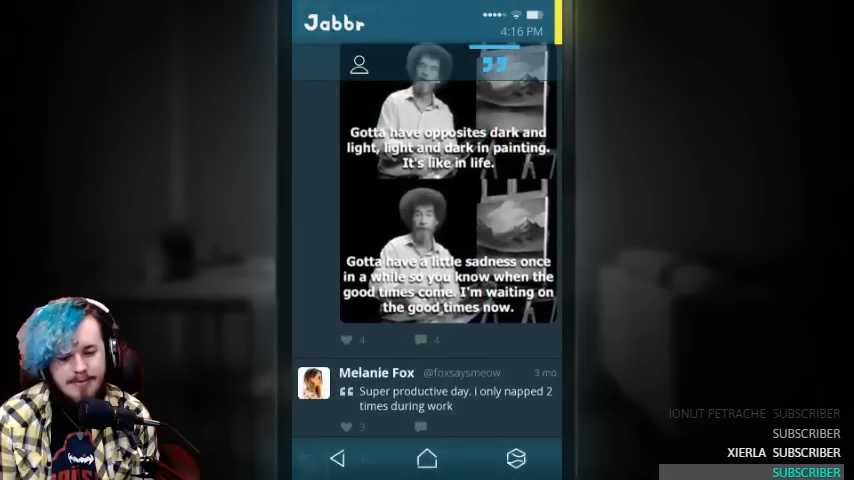 Jabbr
4:16 PM
Gotta have opposites dark and
light, light and dark in painting.
It's like in life.
Gotta have a little sadness once
in a while so you know when the
good times come. I'm waiting on
the good times now.
4 4
Melanie Fox @foxsaysmeow 3 mo
Super productive day. i only napped 2
times during work
3
IONUT PETRACHE SUBSCRIBER
SUBSCRIBER
XIERLA SUBSCRIBER
SUBSCRIBER